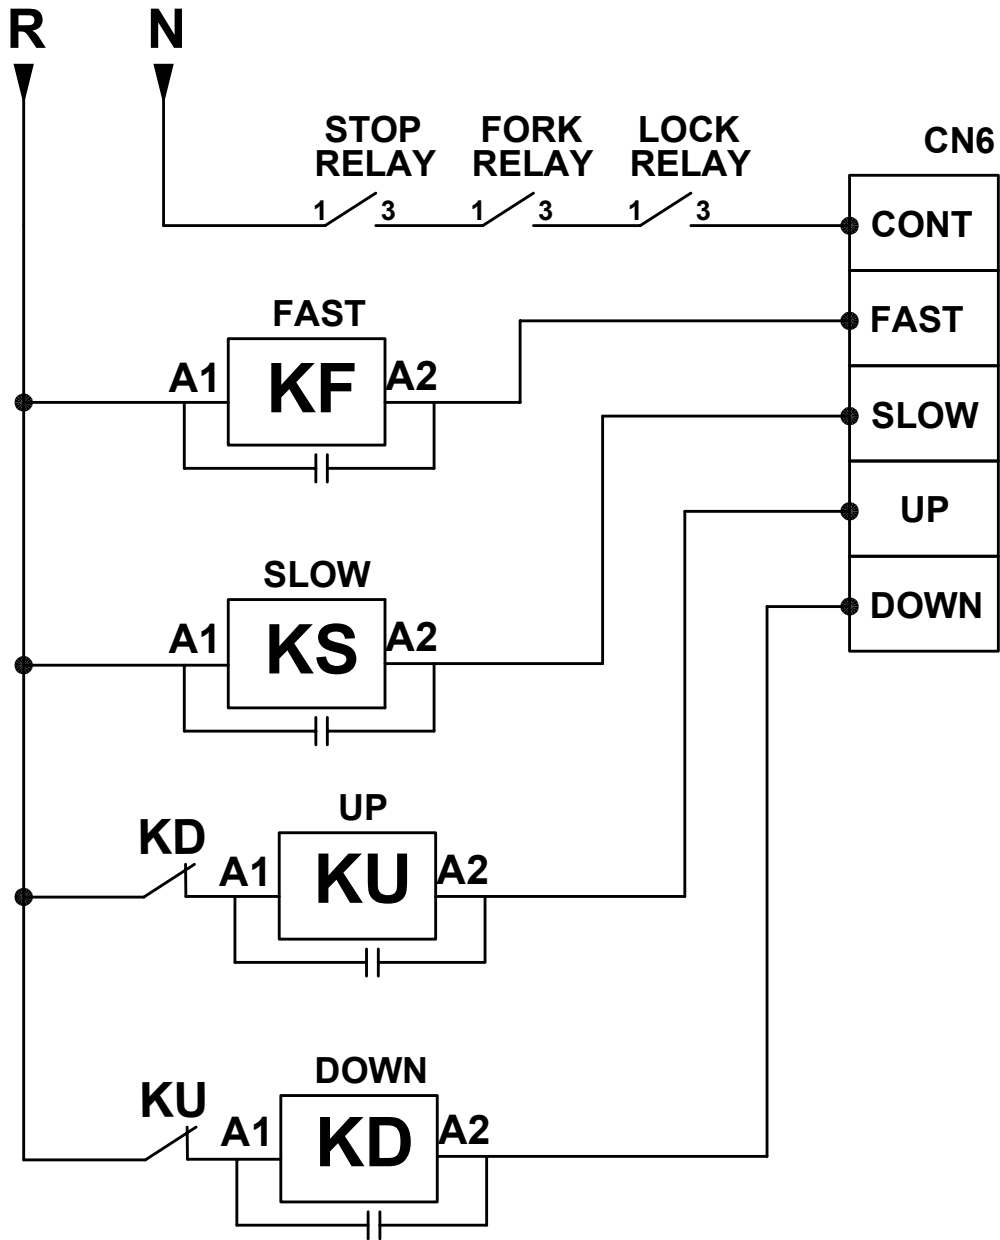 R N
STOP RELAY
FORK RELAY
LOCK RELAY
CN6
1 3 1 3 1 3
CONT
FAST
FAST
A1 KF A2
SLOW
UP
SLOW
DOWN
A1 KS A2
UP
KD
A1 KU A2
DOWN
KU
A1 KD A2